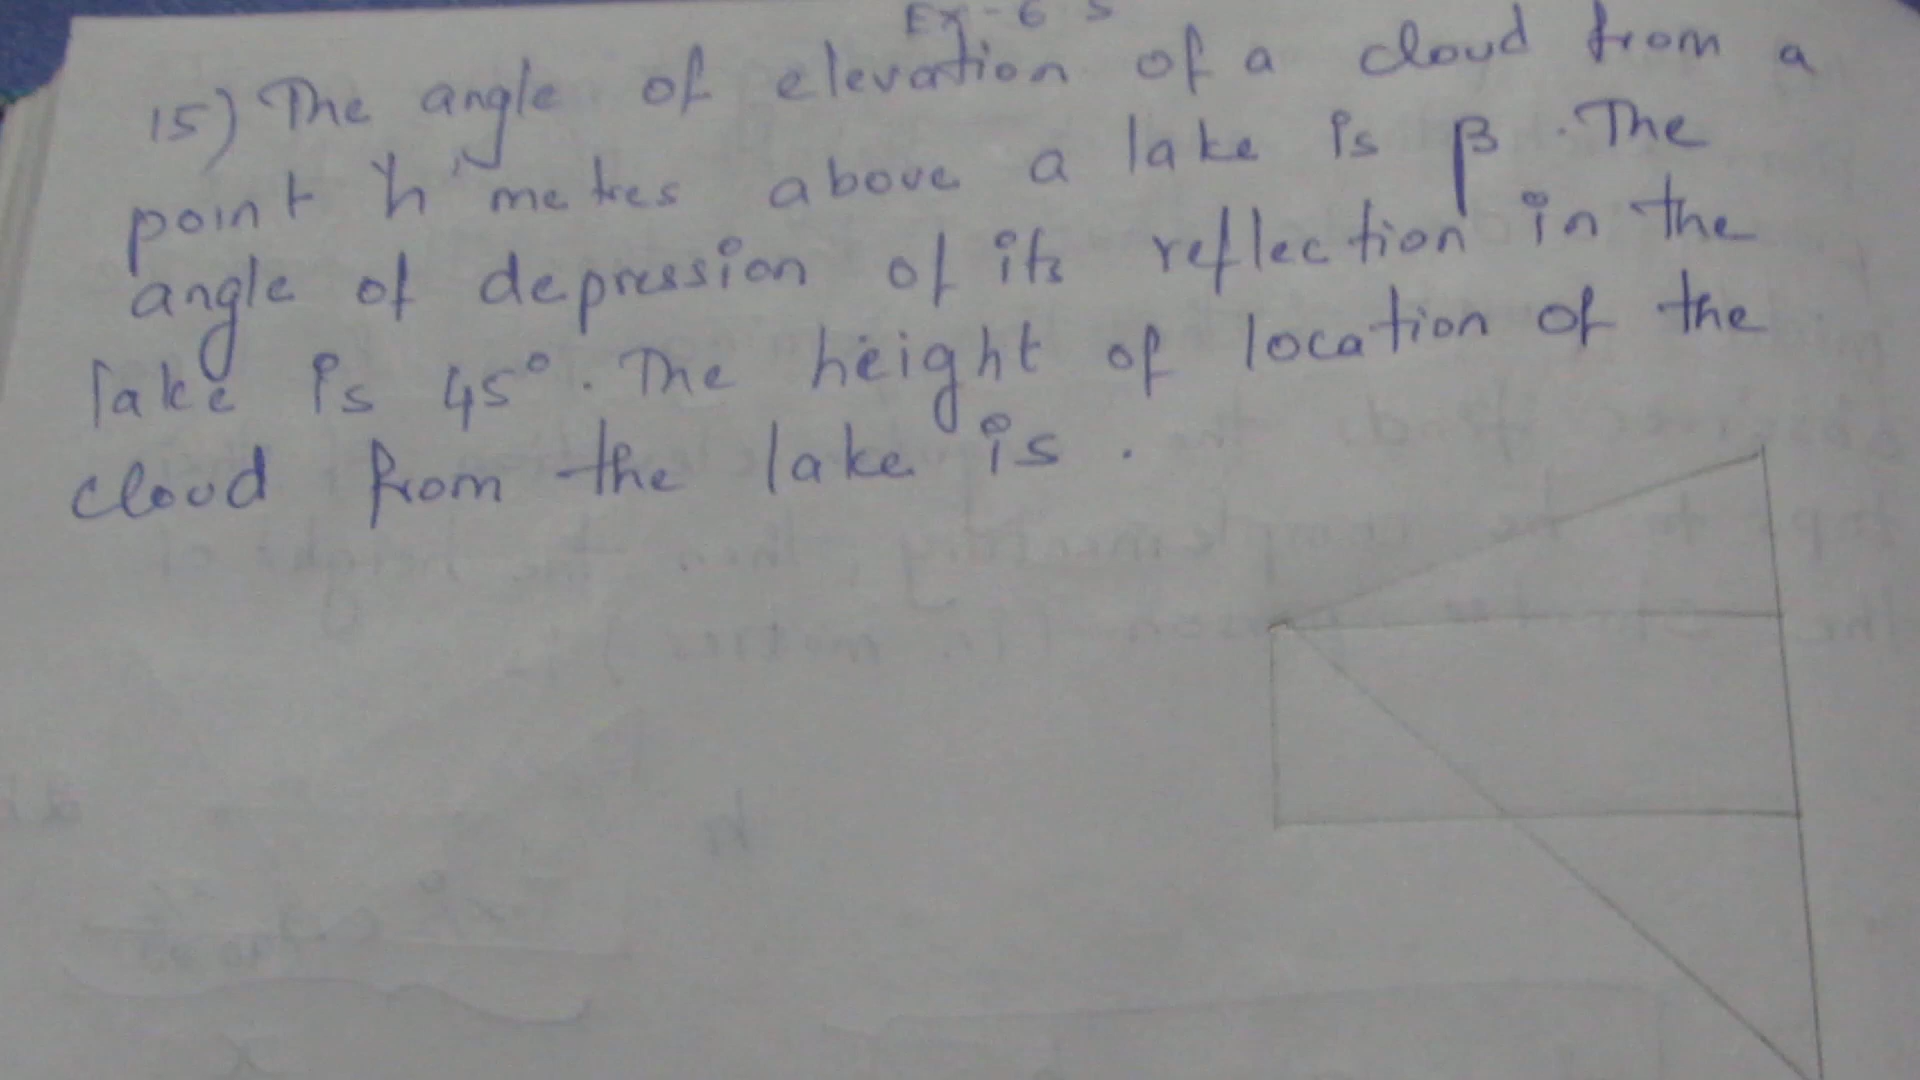 Ex-6 5
15) The angle of elevation of a cloud from a
point 'h' metres above a lake is β. The
angle of depression of its reflection in the
lake is 45°. The height of location of the
cloud from the lake is.